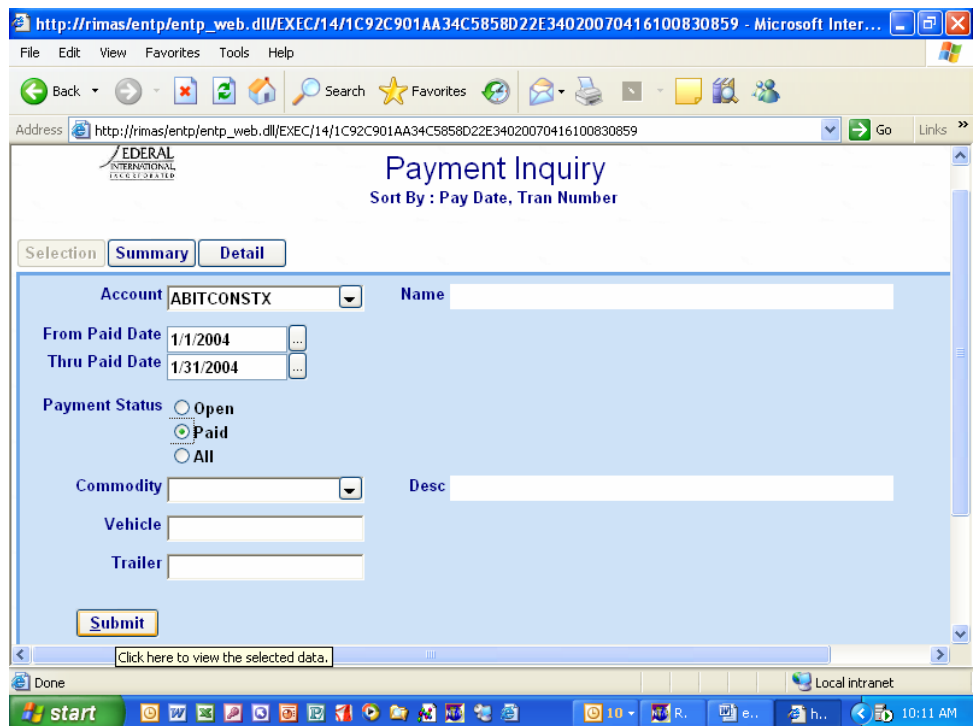 http://rimas/entp/entp_web.dll/EXEC/14/1C92C901AA34C5858D22E34020070416100830859 - Microsoft Inter...
File Edit View Favorites Tools Help
Back Search Favorites
Address http://rimas/entp/entp_web.dll/EXEC/14/1C92C901AA34C5858D22E34020070416100830859 Go Links »
FEDERAL
INTERNATIONAL
INCORPORATED
Payment Inquiry
Sort By : Pay Date, Tran Number
Selection Summary Detail
Account ABITCONSTX Name
From Paid Date 1/1/2004 ...
Thru Paid Date 1/31/2004 ...
Payment Status Open
Paid
All
Commodity Desc
Vehicle
Trailer
Submit
Click here to view the selected data.
Done Local intranet
start 10 R.. e.. h.. 10:11 AM